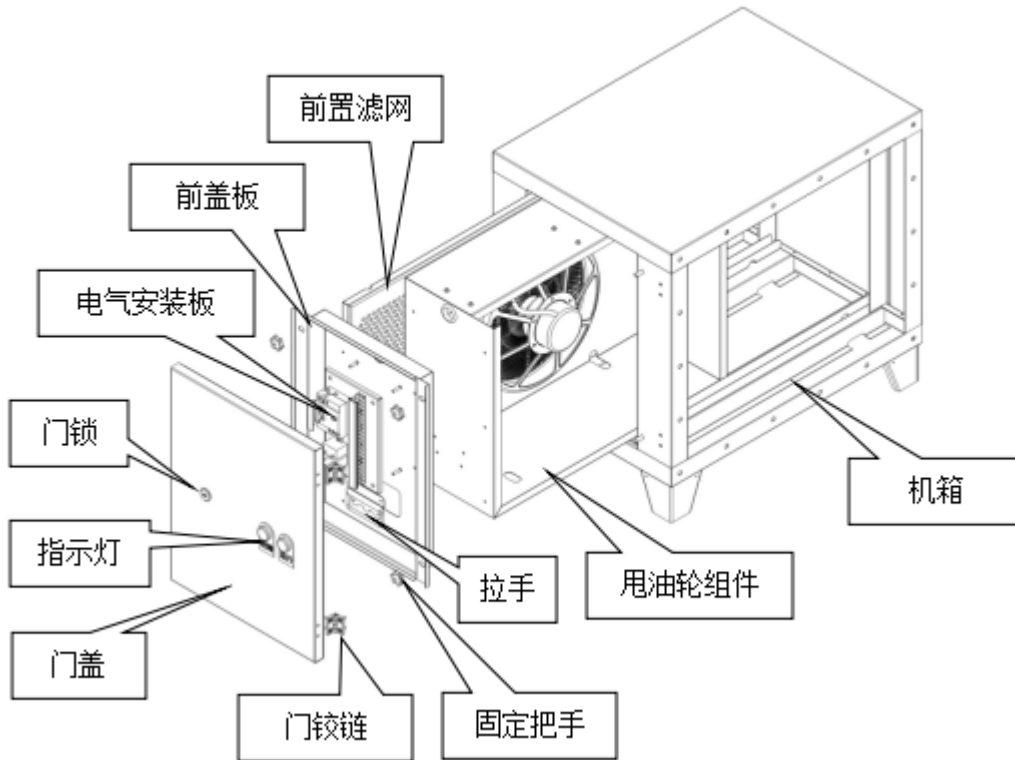 前置滤网
前盖板
电气安装板
门锁
指示灯
门盖
门铰链
固定把手
拉手
甩油轮组件
机箱